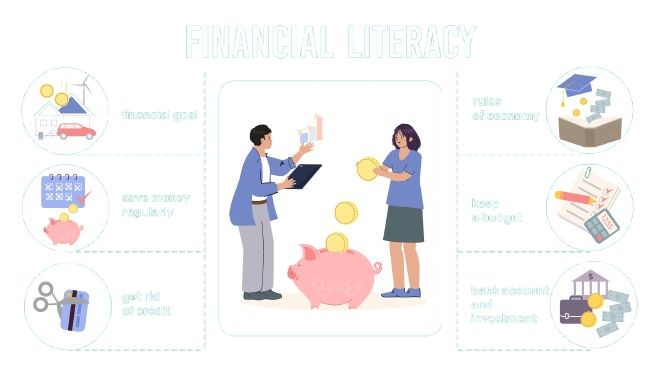 FINANCIAL LITERACY
financial goal
save money
regularly
get rid
of credit
rules
of economy
keep
a budget
bank account
and
investment